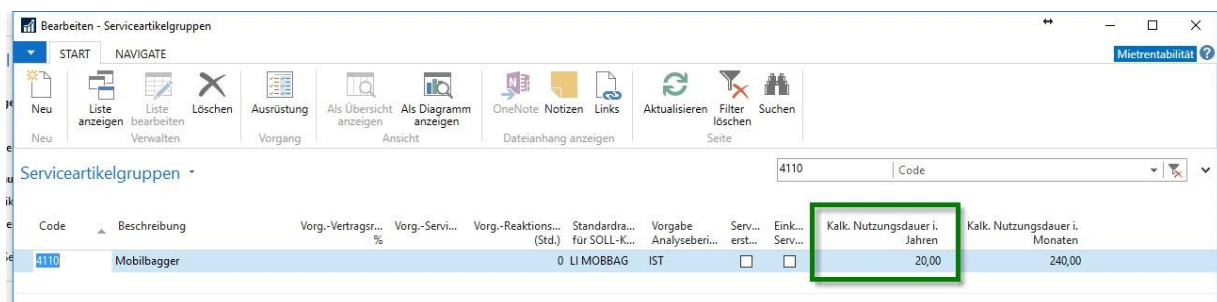 Bearbeiten - Serviceartikelgruppen
START NAVIGATE Mietrentabilität
Neu Liste anzeigen Liste bearbeiten Löschen Ausrüstung Als Übersicht anzeigen Als Diagramm anzeigen OneNote Notizen Links Aktualisieren Filter löschen Suchen
Neu Verwalten Vorgang Ansicht Dateianhang anzeigen Seite
Serviceartikelgruppen 4110 Code
Code Beschreibung Vorg.-Vertragsr... % Vorg.-Servi... Vorg.-Reaktions... (Std.) Standardra... für SOLL-K... Vorgabe Analyseberi... Serv... erst... Eink... Serv... Kalk. Nutzungsdauer i. Jahren Kalk. Nutzungsdauer i. Monaten
4110 Mobilbagger 0 LI MOBBAG IST 20,00 240,00